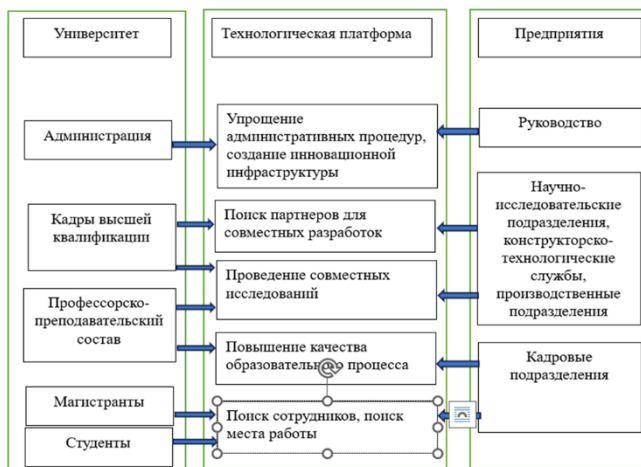 Университет
Администрация
Кадры высшей
квалификации
Профессорско-
преподавательский
состав
Магистранты
Студенты
Технологическая платформа
Упрощение
административных процедур,
создание инновационной
инфраструктуры
Поиск партнеров для
совместных разработок
Проведение совместных
исследований
Повышение качества
образовательного процесса
Поиск сотрудников, поиск
места работы
Предприятия
Руководство
Научно-
исследовательские
подразделения,
конструкторско-
технологические
службы,
производственные
подразделения
Кадровые
подразделения